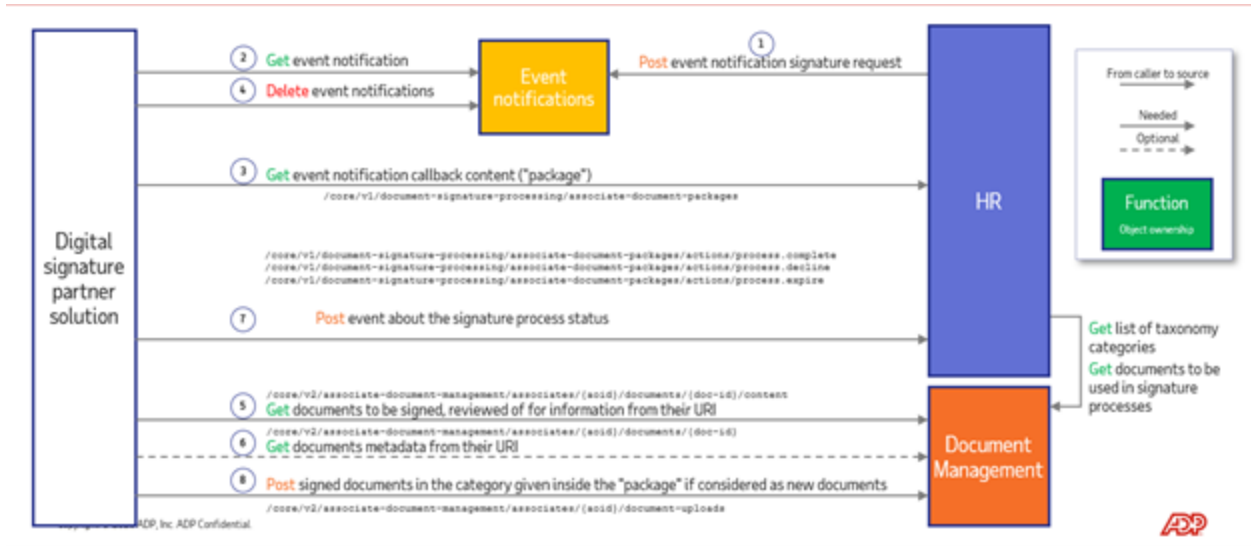 1
2
Get event notification
Post event notification signature request
4
Delete event notifications
Event
notifications
From caller to source
Needed
Optional
Function
Object ownership
3
Get event notification callback content ("package")
/core/v1/document-signature-processing/associate-document-packages
HR
Digital
signature
partner
solution
/core/v1/document-signature-processing/associate-document-packages/actions/process.complete
/core/v1/document-signature-processing/associate-document-packages/actions/process.decline
/core/v1/document-signature-processing/associate-document-packages/actions/process.expire
7
Post event about the signature process status
Get list of taxonomy
categories
Get documents to be
used in signature
processes
/core/v2/associate-document-management/associates/{aoid}/documents/{doc-id}/content
5
Get documents to be signed, reviewed of for information from their URI
/core/v2/associate-document-management/associates/{aoid}/documents/{doc-id}
6
Get documents metadata from their URI
Document
Management
8
Post signed documents in the category given inside the "package" if considered as new documents
/core/v2/associate-document-management/associates/{aoid}/document-uploads
ADP, Inc. ADP Confidential.
ADP